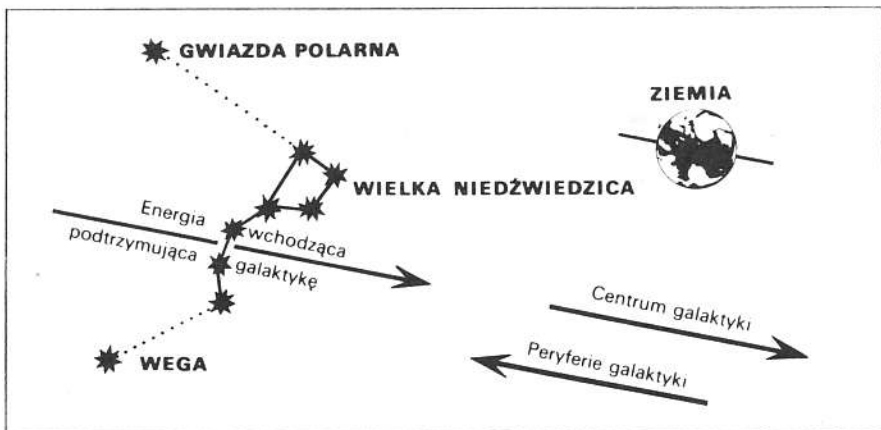 GWIAZDA POLARNA
ZIEMIA
WIELKA NIEDŹWIEDZICA
Energia wchodząca
podtrzymująca galaktykę
Centrum galaktyki
Peryferie galaktyki
WEGA